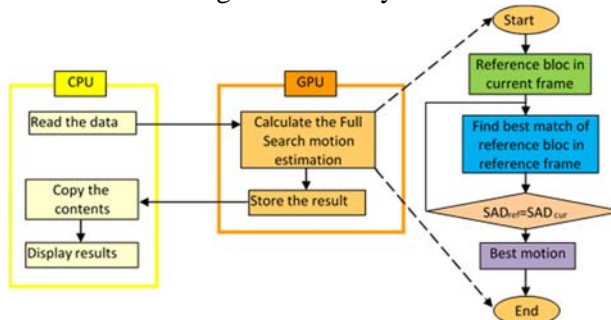 Start
CPU
GPU
Reference bloc in
current frame
Read the data
Calculate the Full
Search motion
estimation
Find best match of
reference bloc in
reference frame
Copy the
contents
Store the result
SADref=SADcur
Display results
Best motion
End